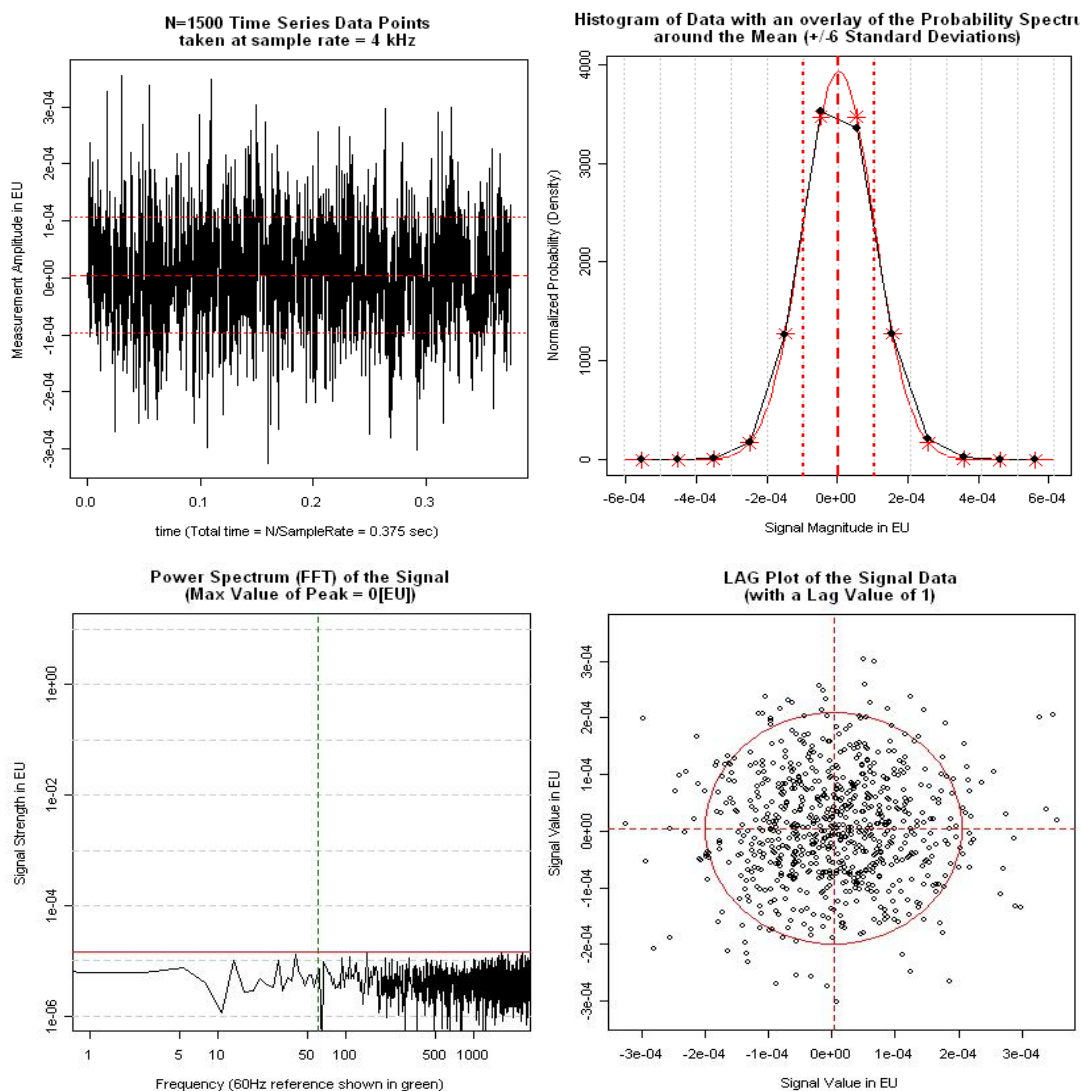 N=1500 Time Series Data Points
taken at sample rate = 4 kHz
Measurement Amplitude in EU
3e-04
2e-04
1e-04
0e+00
-1e-04
-2e-04
-3e-04
0.0 0.1 0.2 0.3
time (Total time = N/SampleRate = 0.375 sec)
Histogram of Data with an overlay of the Probability Spectru
around the Mean (+/-6 Standard Deviations)
Normalized Probability (Density)
4000
3000
2000
1000
0
-6e-04 -4e-04 -2e-04 0e+00 2e-04 4e-04 6e-04
Signal Magnitude in EU
Power Spectrum (FFT) of the Signal
(Max Value of Peak = 0[EU])
Signal Strength in EU
1e+00
1e-02
1e-04
1e-06
1 5 10 50 100 500 1000
Frequency (60Hz reference shown in green)
LAG Plot of the Signal Data
(with a Lag Value of 1)
Signal Value in EU
3e-04
2e-04
1e-04
0e+00
-1e-04
-2e-04
-3e-04
-3e-04 -2e-04 -1e-04 0e+00 1e-04 2e-04 3e-04
Signal Value in EU